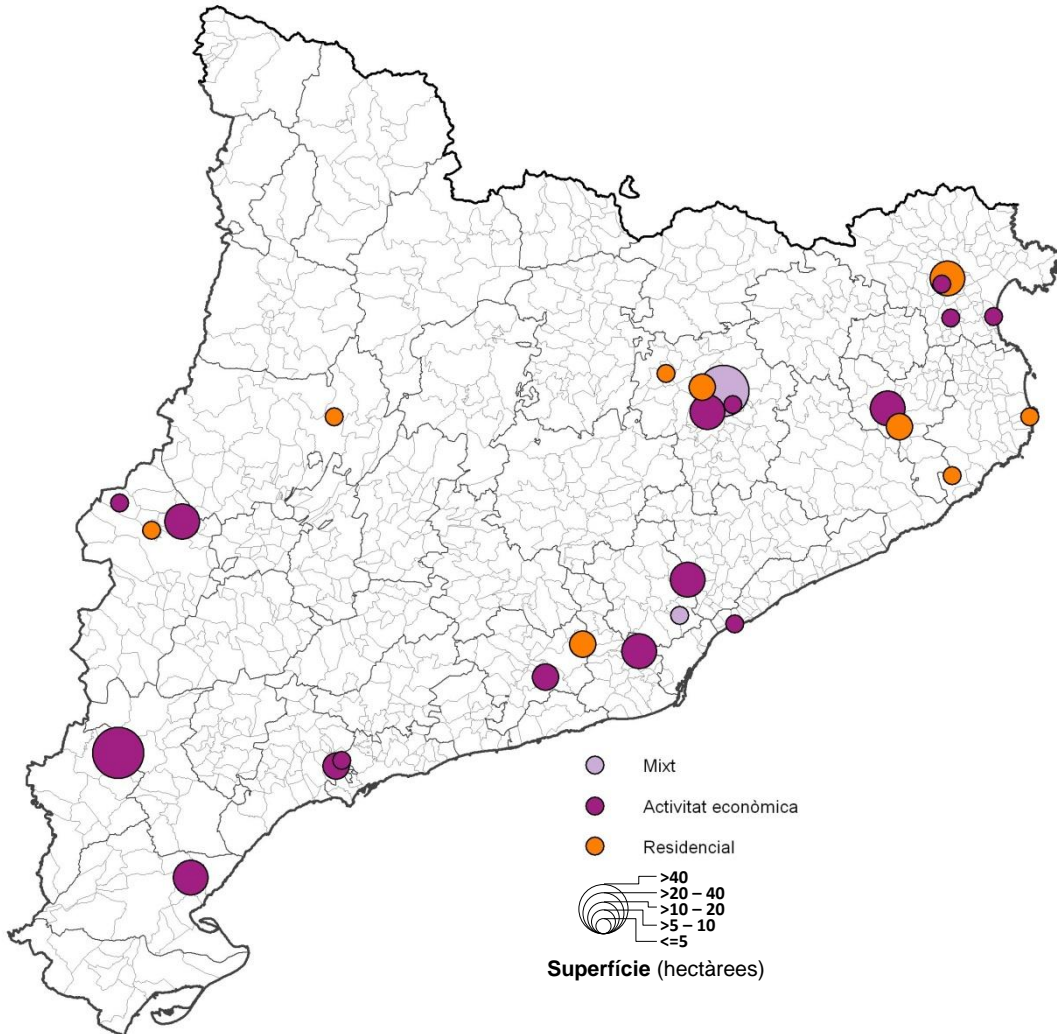 Mixt
Activitat econòmica
Residencial
>40
>20 – 40
>10 – 20
>5 – 10
<=5
Superfície (hectàrees)